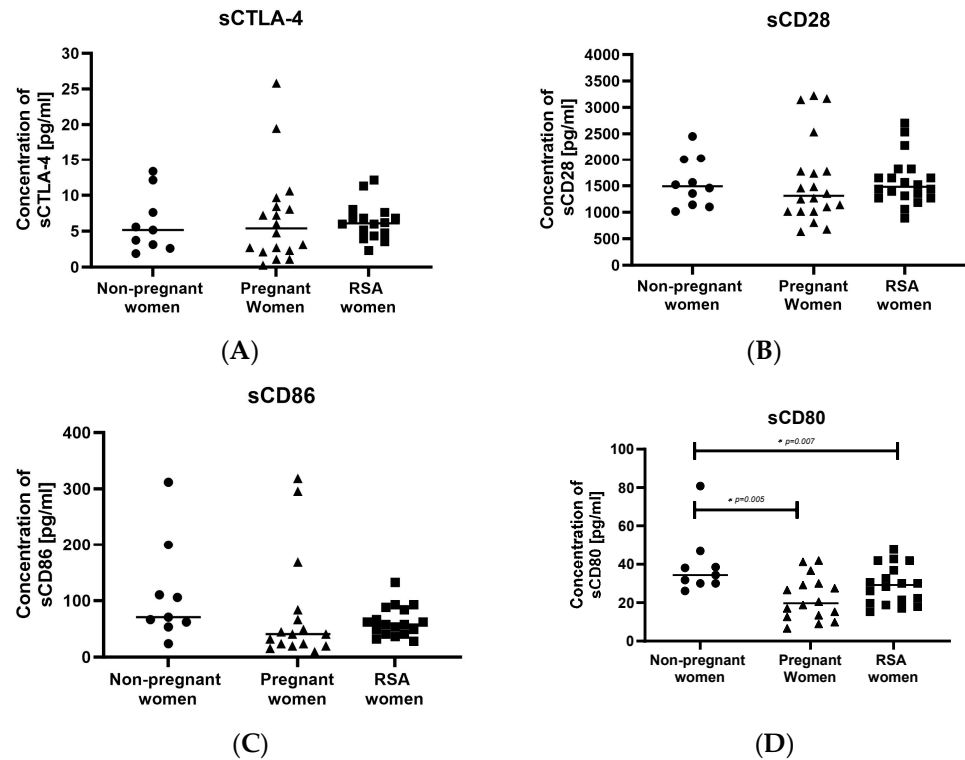 sCTLA-4
Concentration of
sCTLA-4 [pg/ml]
30
25
20
15
10
5
0
Non-pregnant
women
Pregnant
Women
RSA
women
(A)
sCD28
Concentration of
sCD28 [pg/ml]
4000
3500
3000
2500
2000
1500
1000
500
0
Non-pregnant
women
Pregnant
Women
RSA
women
(B)
sCD86
Concentration of
sCD86 [pg/ml]
400
300
200
100
0
Non-pregnant
women
Pregnant
women
RSA
women
(C)
sCD80
Concentration of
sCD80 [pg/ml]
100
80
60
40
20
0
* p=0.007
* p=0.005
Non-pregnant
women
Pregnant
Women
RSA
women
(D)